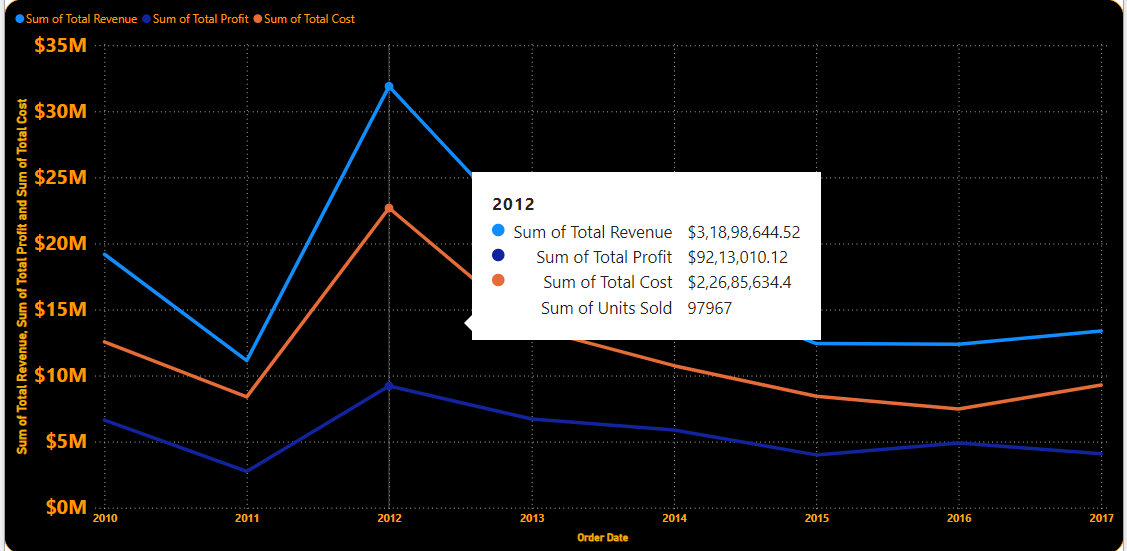 Sum of Total Revenue Sum of Total Profit Sum of Total Cost
Sum of Total Revenue, Sum of Total Profit and Sum of Total Cost
$35M
$30M
$25M
$20M
$15M
$10M
$5M
$0M
2012
Sum of Total Revenue $3,18,98,644.52
Sum of Total Profit $92,13,010.12
Sum of Total Cost $2,26,85,634.4
Sum of Units Sold 97967
2010 2011 2012 2013 2014 2015 2016 2017
Order Date